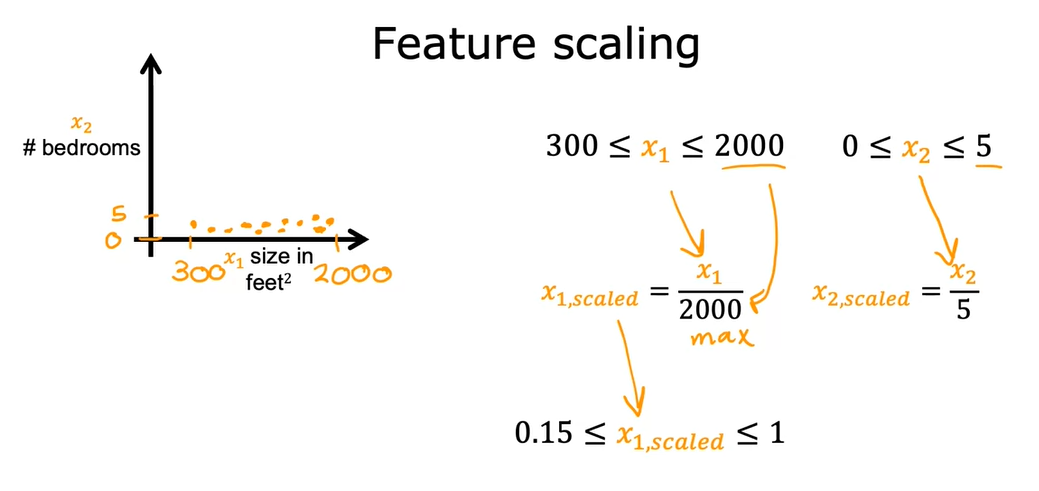 Feature scaling
x₂
# bedrooms
5
0
300
x₁ size in
feet²
2000
300 ≤ x₁ ≤ 2000
0 ≤ x₂ ≤ 5
x₁,scaled = x₁ / 2000
max
x₂,scaled = x₂ / 5
0.15 ≤ x₁,scaled ≤ 1